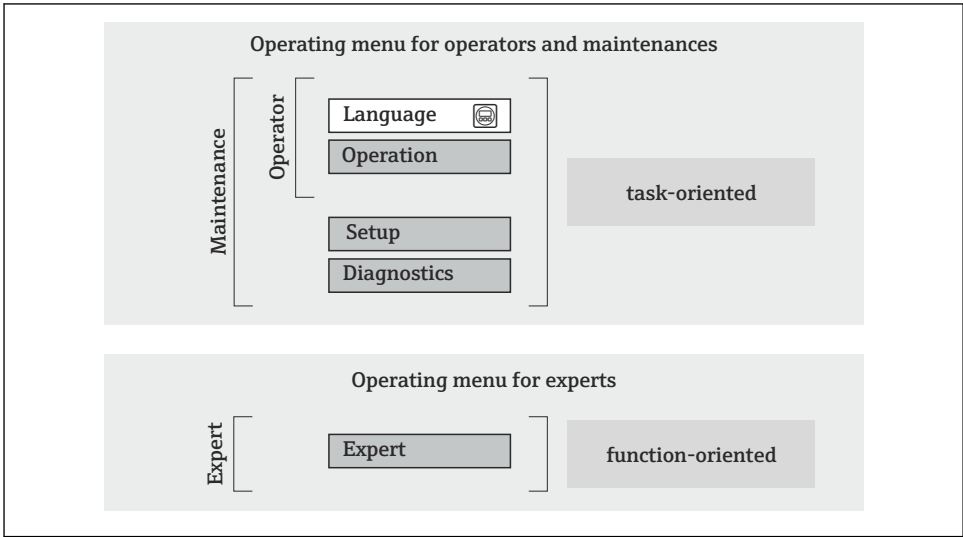 Operating menu for operators and maintenances
Maintenance
Operator
Language
Operation
Setup
Diagnostics
task-oriented
Operating menu for experts
Expert
Expert
function-oriented